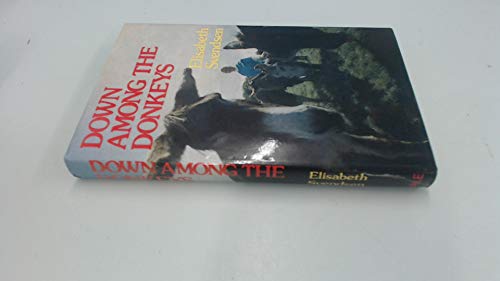 DOWN
AMONG THE
DONKEYS
Elisabeth
Svendsen
DOWN AMONG THE
Elisabeth
Svendsen